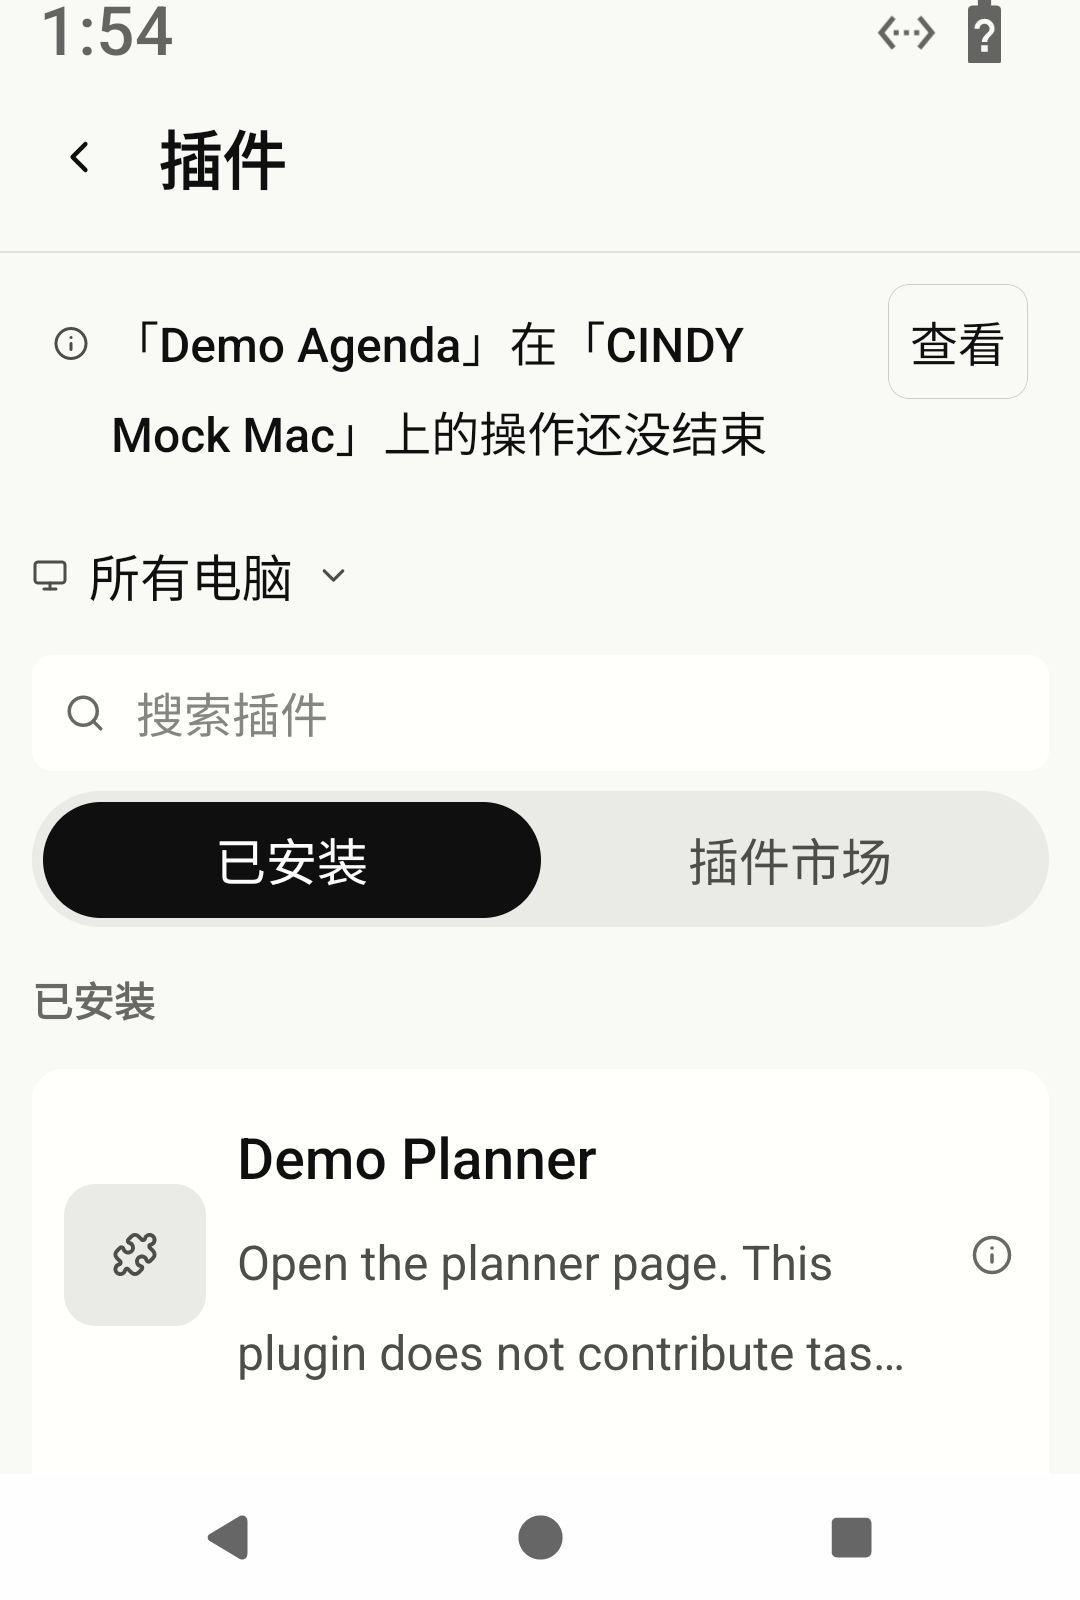 1:54
插件
「Demo Agenda」在「CINDY
Mock Mac」上的操作还没结束
查看
所有电脑
搜索插件
已安装
插件市场
已安装
Demo Planner
Open the planner page. This
plugin does not contribute tas…